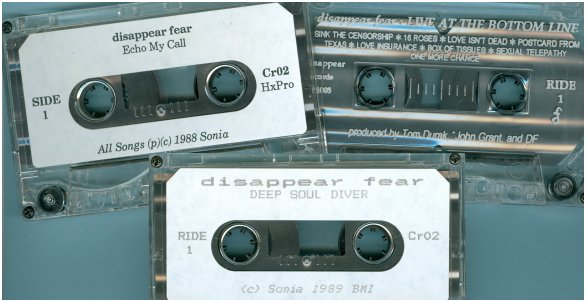 disappear fear
Echo My Call
SIDE
1
Cr02
HxPro
All Songs (p)(c) 1988 Sonia
disappear fear · LIVE AT THE BOTTOM LINE
SINK THE CENSORSHIP * 16 ROSES * LOVE ISN'T DEAD * POSTCARD FROM
TEXAS * LOVE INSURANCE * BOX OF TISSUES * SEXUAL TELEPATHY
ONE MORE CHANCE
RIDE
1
produced by Tom Durak, John Grant, and DF
disappear fear
DEEP SOUL DIVER
RIDE
1
Cr02
(c) Sonia 1989 BMI